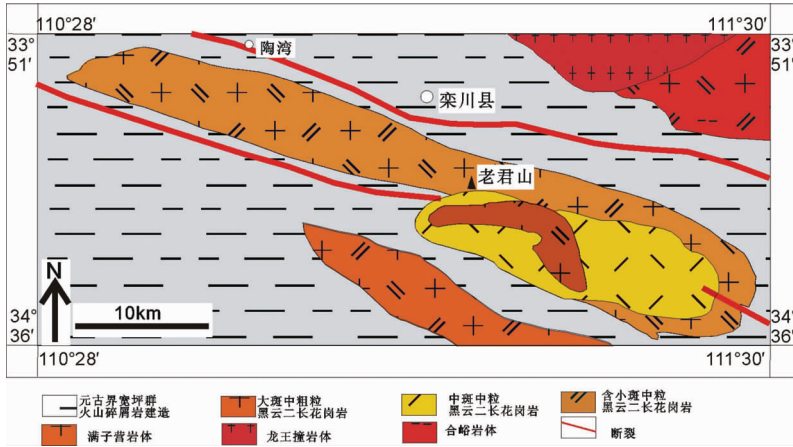 110°28′
111°30′
33°
51′
33°
51′
陶湾
栾川县
老君山
N
10km
34°
36′
34°
36′
110°28′
111°30′
元古界宽坪群
火山碎屑岩建造
大斑中粗粒
黑云二长花岗岩
中斑中粒
黑云二长花岗岩
含小斑中粒
黑云二长花岗岩
满子营岩体
龙王撞岩体
合峪岩体
断裂